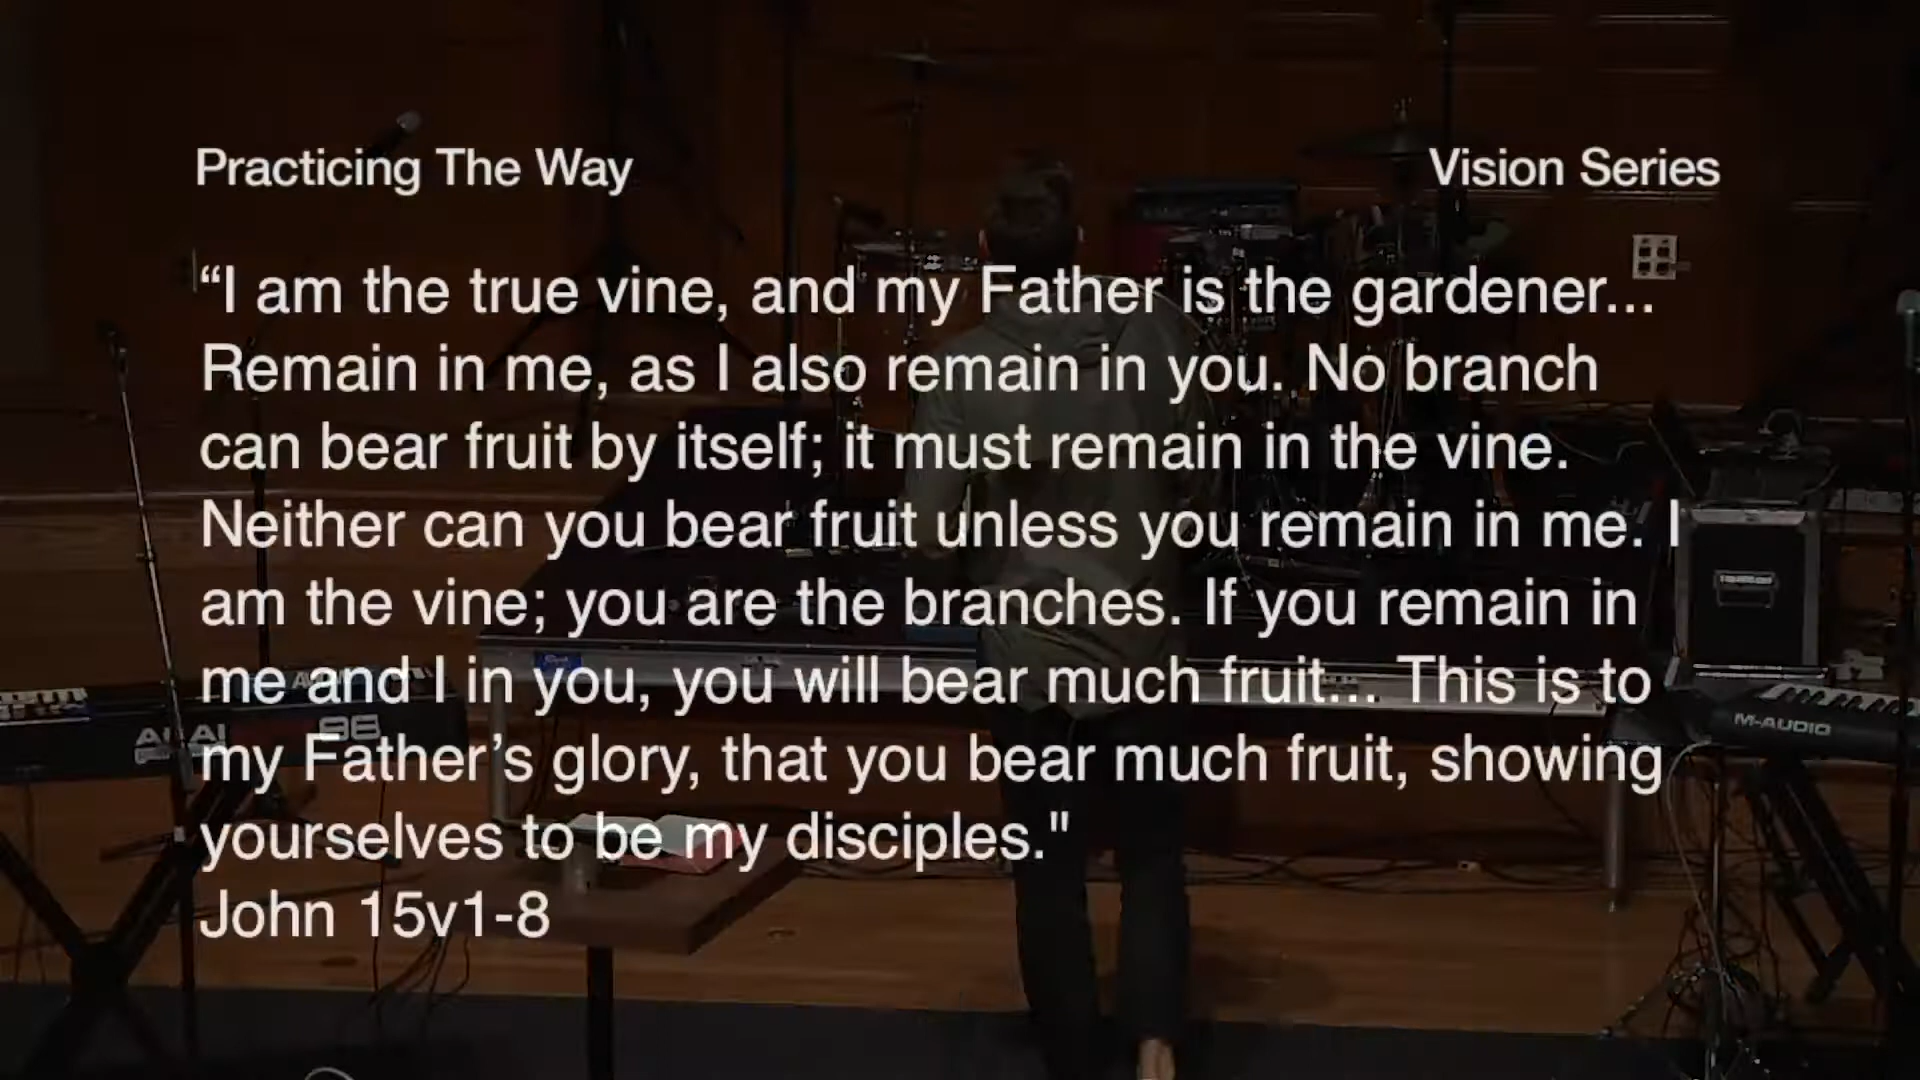 Practicing The Way
Vision Series
“I am the true vine, and my Father is the gardener...
Remain in me, as I also remain in you. No branch
can bear fruit by itself; it must remain in the vine.
Neither can you bear fruit unless you remain in me. I
am the vine; you are the branches. If you remain in
me and I in you, you will bear much fruit... This is to
my Father’s glory, that you bear much fruit, showing
yourselves to be my disciples."
John 15v1-8
AKAI
M-AUDIO